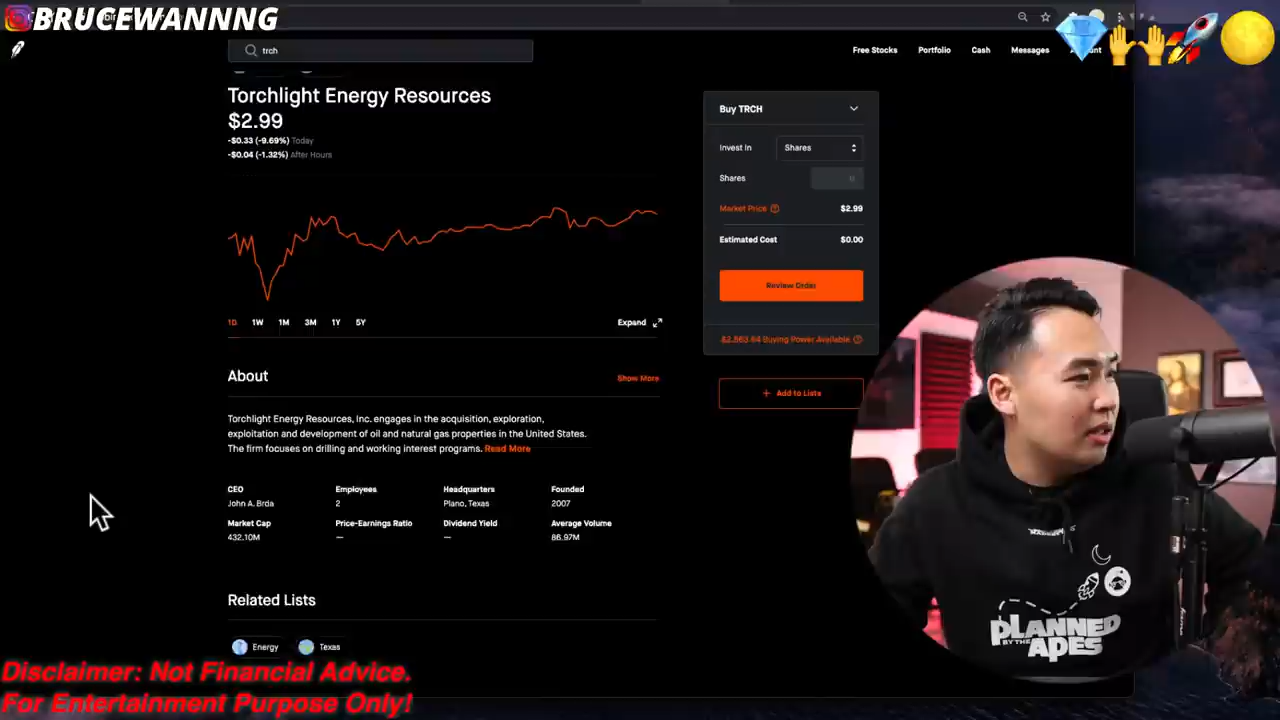 BRUCEWANNNG
trch
Free Stocks Portfolio Cash Messages
Torchlight Energy Resources
$2.99
-$0.33 (-9.69%) Today
-$0.04 (-1.32%) After Hours
Buy TRCH
Invest In Shares
Shares
Market Price $2.99
Estimated Cost $0.00
Review Order
Buying Power Available
+ Add to Lists
1D 1W 1M 3M 1Y 5Y Expand
About Show More
Torchlight Energy Resources, Inc. engages in the acquisition, exploration,
exploitation and development of oil and natural gas properties in the United States.
The firm focuses on drilling and working interest programs. Read More
CEO Employees Headquarters Founded
John A. Brda 2 Plano, Texas 2007
Market Cap Price-Earnings Ratio Dividend Yield Average Volume
432.10M — — 86.97M
Related Lists
Energy Texas
PLANNED
BY THE APES
Disclaimer: Not Financial Advice.
For Entertainment Purpose Only!